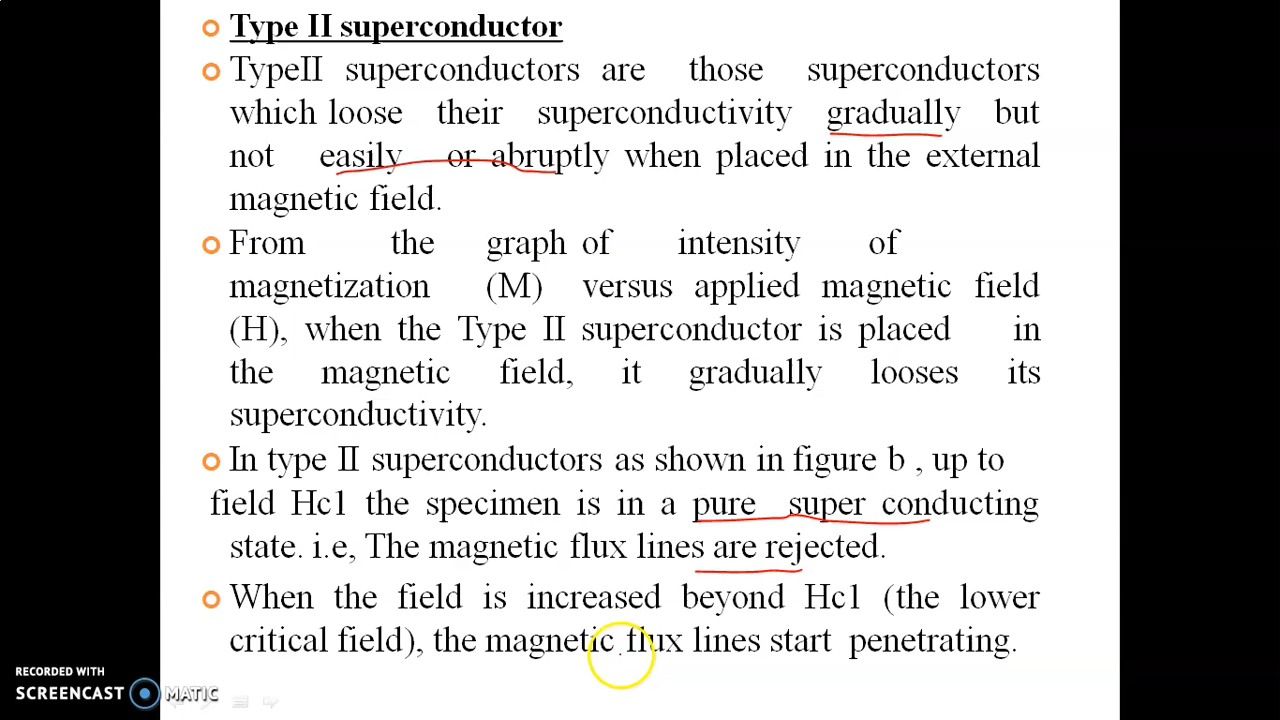 Type II superconductor
TypeII superconductors are those superconductors
which loose their superconductivity gradually but
not easily or abruptly when placed in the external
magnetic field.
From the graph of intensity of
magnetization (M) versus applied magnetic field
(H), when the Type II superconductor is placed in
the magnetic field, it gradually looses its
superconductivity.
In type II superconductors as shown in figure b , up to
field Hc1 the specimen is in a pure super conducting
state. i.e, The magnetic flux lines are rejected.
When the field is increased beyond Hc1 (the lower
critical field), the magnetic flux lines start penetrating.
RECORDED WITH
SCREENCAST MATIC